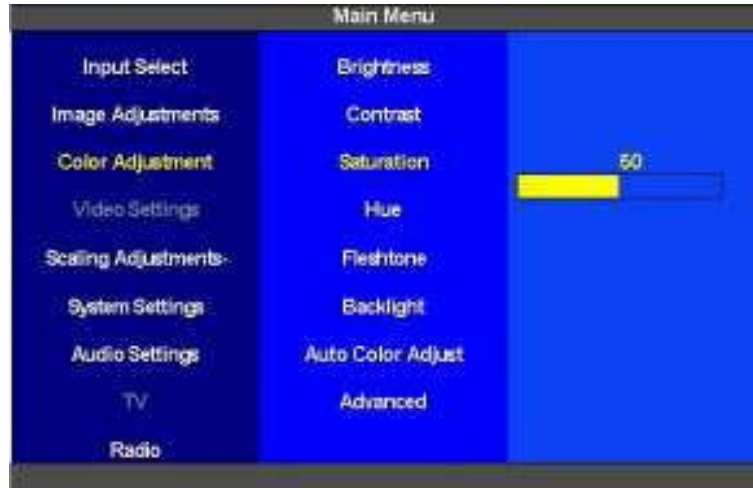 Main Menu
Input Select
Image Adjustments
Color Adjustment
Video Settings
Scaling Adjustments-
System Settings
Audio Settings
TV
Radio
Brightness
Contrast
Saturation
Hue
Fleshtone
Backlight
Auto Color Adjust
Advanced
50